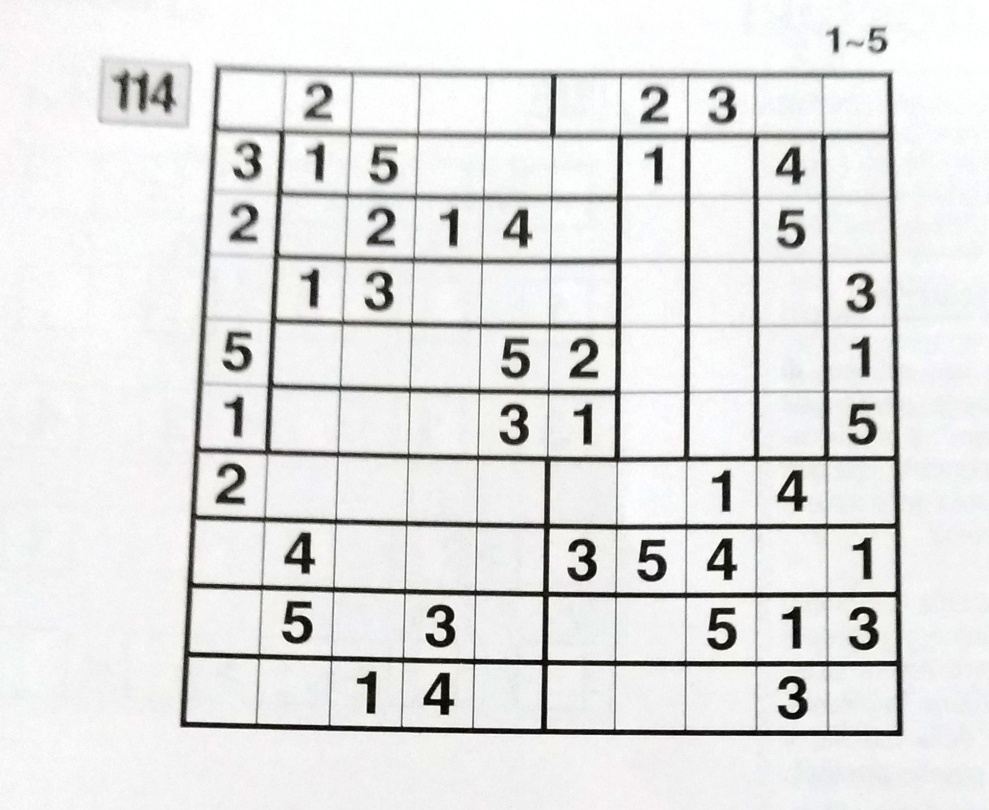 1~5
114
2 2 3
3 1 5 1 4
2 2 1 4 5
1 3 3
5 5 2 1
1 3 1 5
2 1 4
4 3 5 4 1
5 3 5 1 3
1 4 3